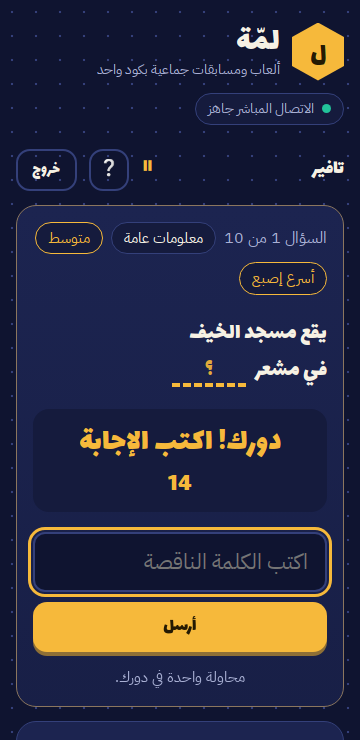 ل
لمّة
ألعاب ومسابقات جماعية بكود واحد
الاتصال المباشر جاهز
تافير
؟
خروج
السؤال 1 من 10
معلومات عامة
متوسط
أسرع إصبع
يقع مسجد الخيف
في مشعر ؟
دورك! اكتب الإجابة
14
اكتب الكلمة الناقصة
أرسل
محاولة واحدة في دورك.